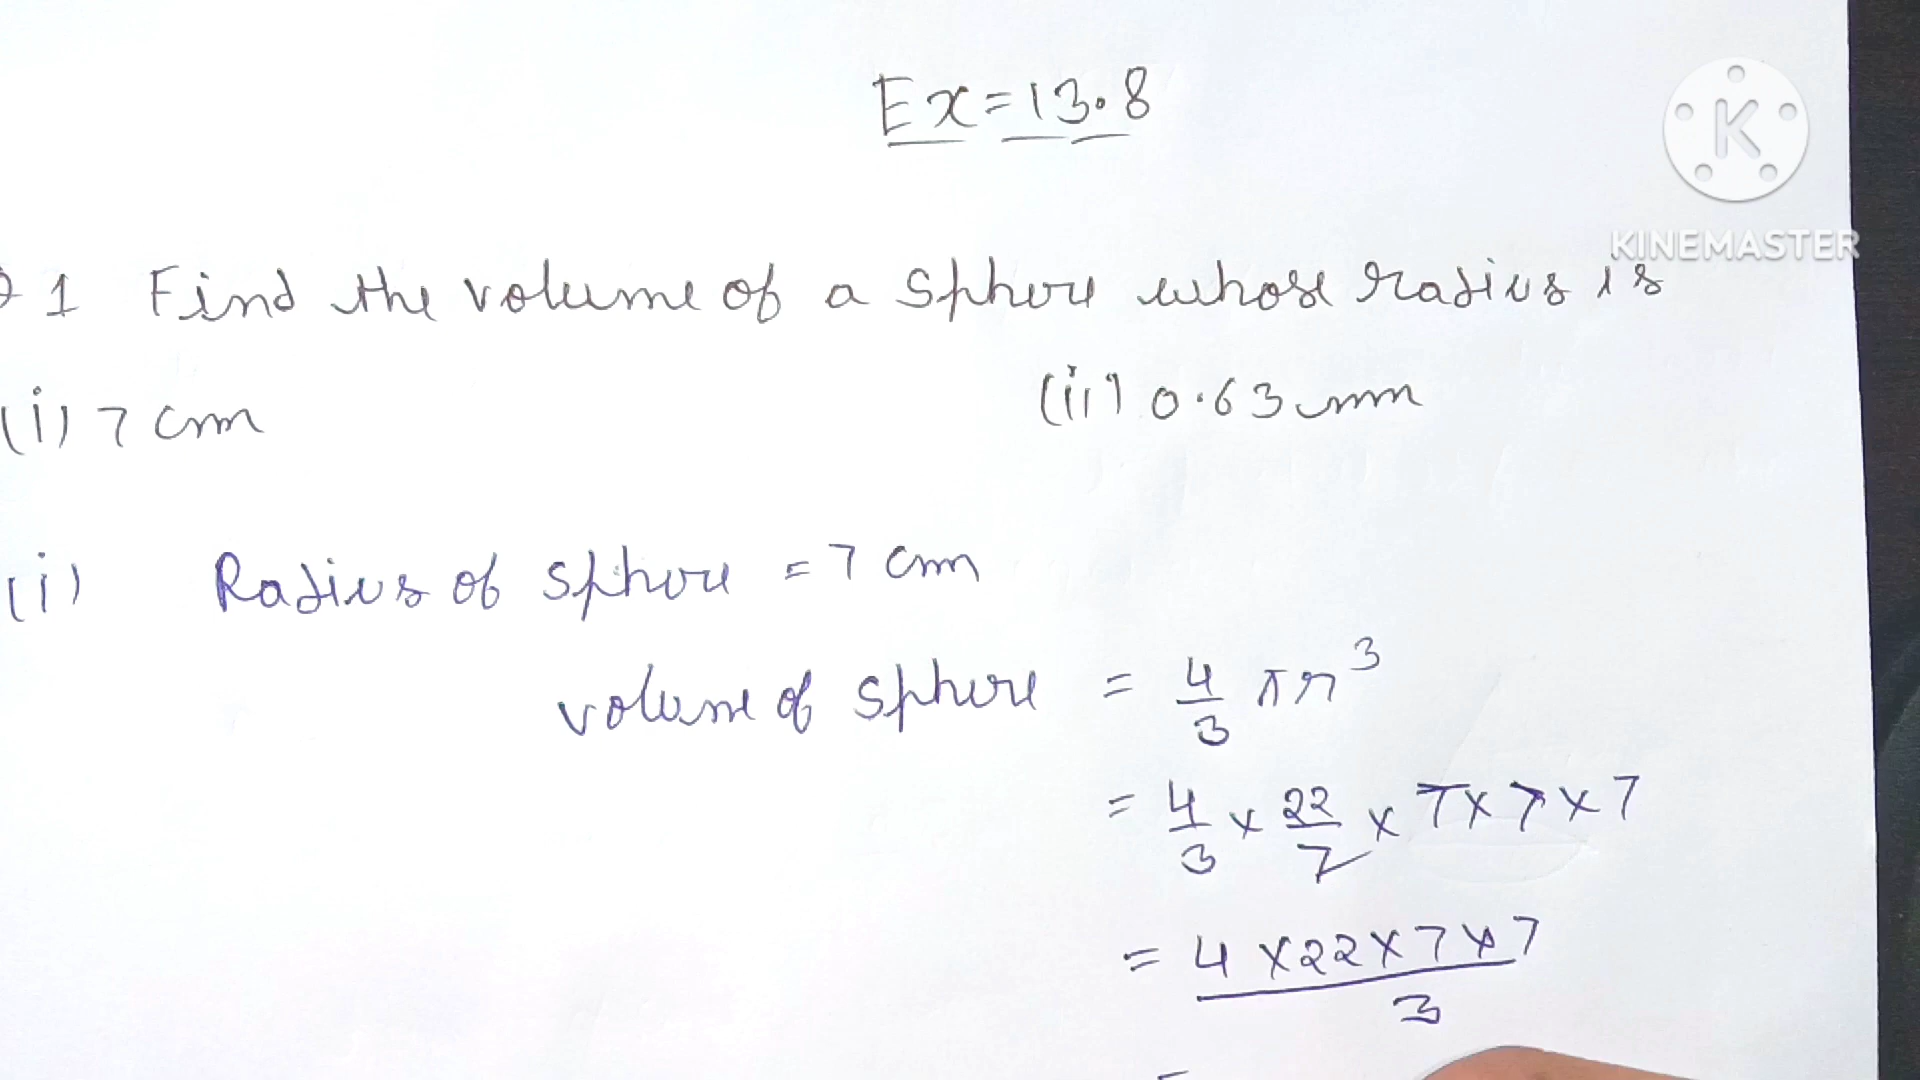 Ex=13.8
K
KINEMASTER
1 Find the volume of a sphere whose radius is
(i) 7 cm (ii) 0.63 mm
(i) Radius of sphere = 7 cm
volume of sphere = 4/3 πr³
= 4/3 × 22/7 × 7×7×7
= 4×22×7×7/3
=